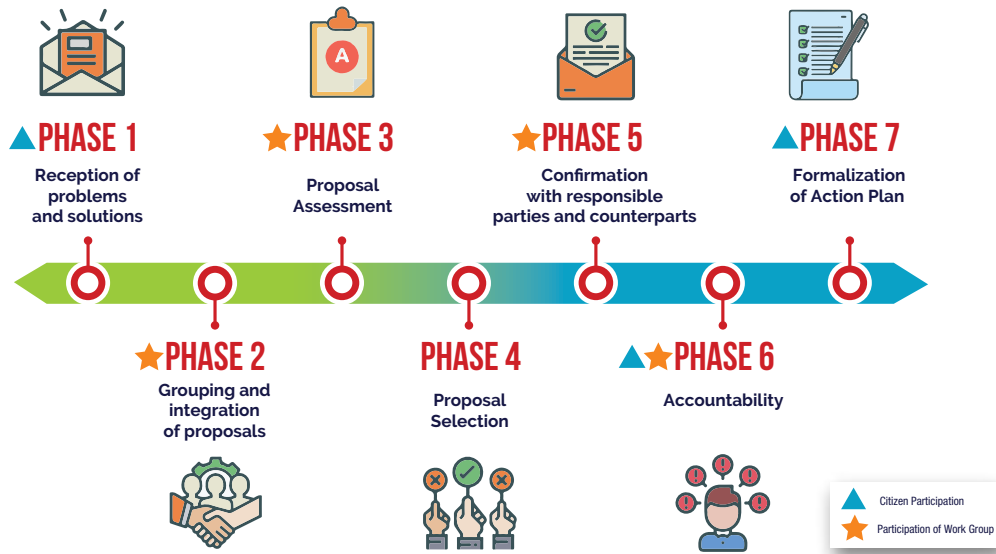 PHASE 1
Reception of
problems
and solutions
PHASE 2
Grouping and
integration
of proposals
PHASE 3
A
Proposal
Assessment
PHASE 4
Proposal
Selection
PHASE 5
Confirmation
with responsible
parties and counterparts
PHASE 6
Accountability
PHASE 7
Formalization
of Action Plan
Citizen Participation
Participation of Work Group